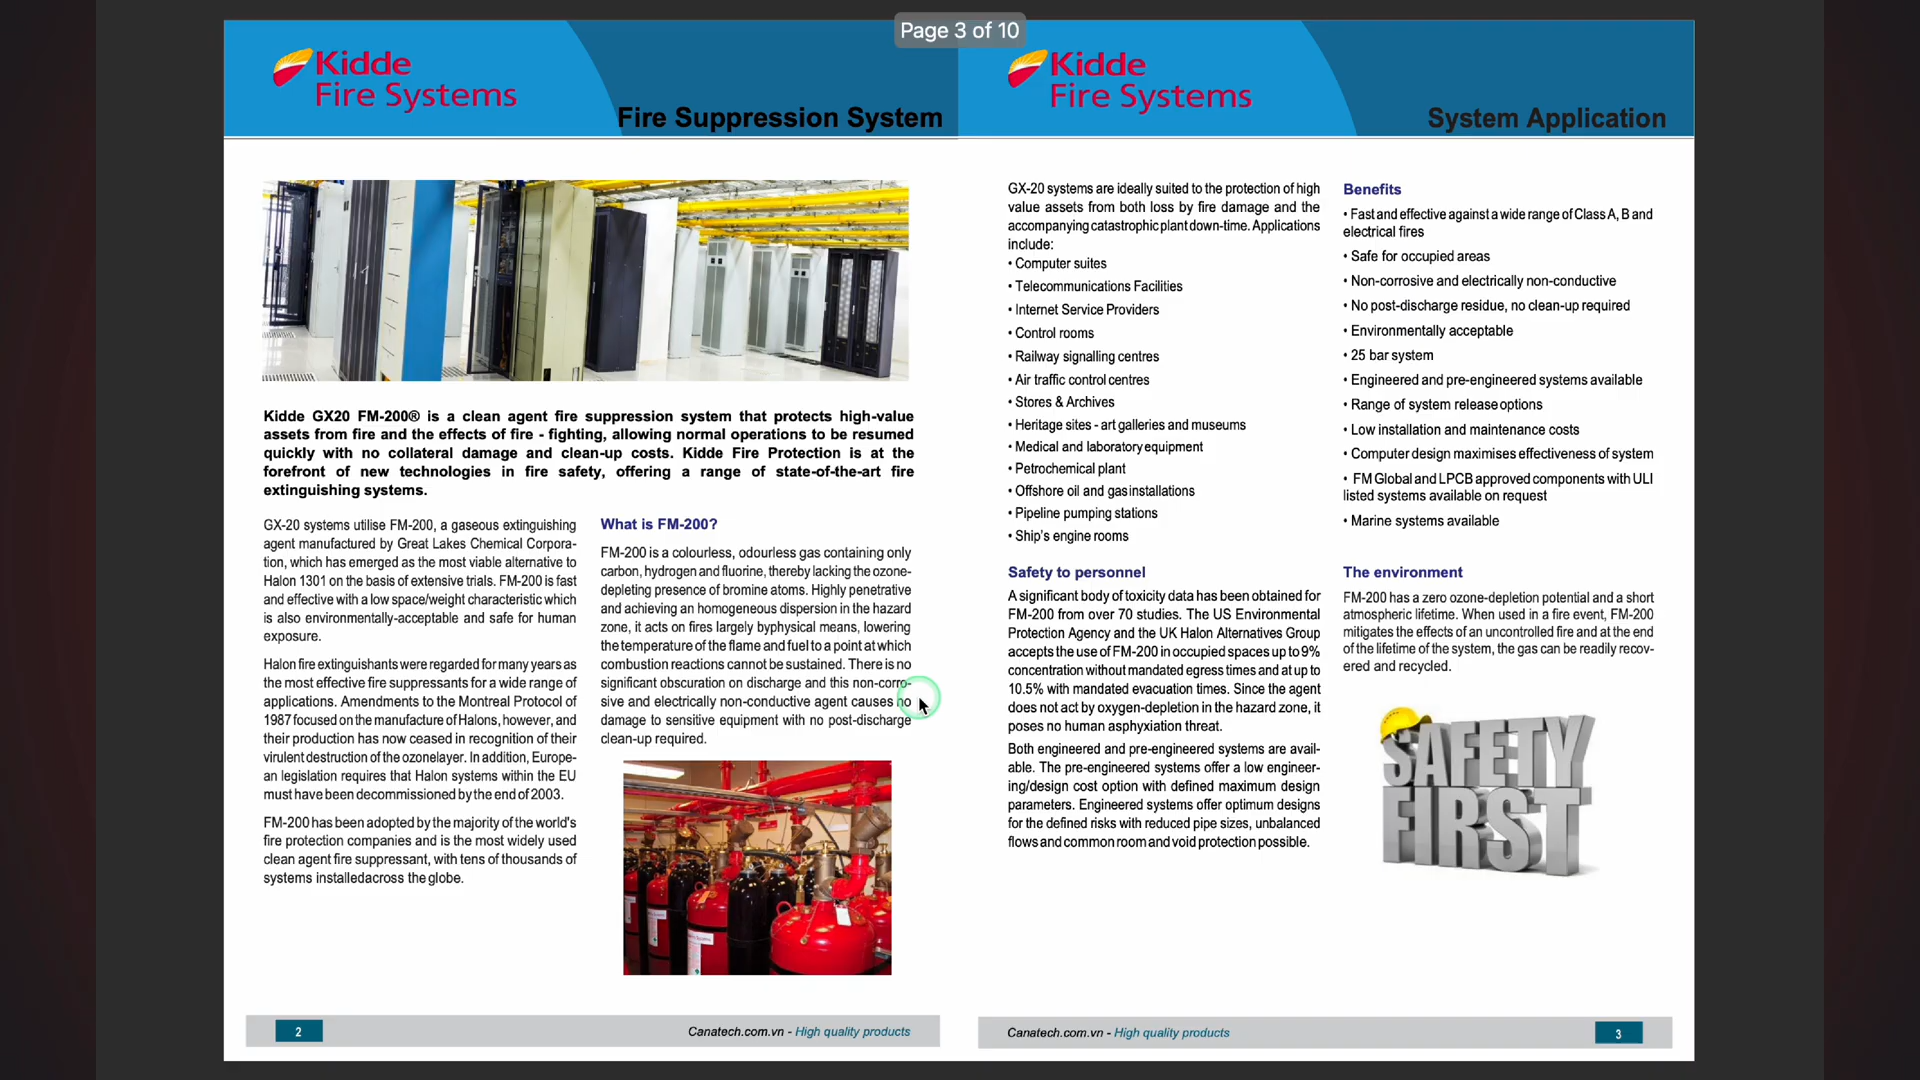 Page 3 of 10
Kidde
Fire Systems
Fire Suppression System
Kidde GX20 FM-200® is a clean agent fire suppression system that protects high-value
assets from fire and the effects of fire - fighting, allowing normal operations to be resumed
quickly with no collateral damage and clean-up costs. Kidde Fire Protection is at the
forefront of new technologies in fire safety, offering a range of state-of-the-art fire
extinguishing systems.
GX-20 systems utilise FM-200, a gaseous extinguishing
agent manufactured by Great Lakes Chemical Corpora-
tion, which has emerged as the most viable alternative to
Halon 1301 on the basis of extensive trials. FM-200 is fast
and effective with a low space/weight characteristic which
is also environmentally-acceptable and safe for human
exposure.
Halon fire extinguishants were regarded for many years as
the most effective fire suppressants for a wide range of
applications. Amendments to the Montreal Protocol of
1987 focused on the manufacture of Halons, however, and
their production has now ceased in recognition of their
virulent destruction of the ozonelayer. In addition, Europe-
an legislation requires that Halon systems within the EU
must have been decommissioned by the end of 2003.
FM-200 has been adopted by the majority of the world's
fire protection companies and is the most widely used
clean agent fire suppressant, with tens of thousands of
systems installedacross the globe.
What is FM-200?
FM-200 is a colourless, odourless gas containing only
carbon, hydrogen and fluorine, thereby lacking the ozone-
depleting presence of bromine atoms. Highly penetrative
and achieving an homogeneous dispersion in the hazard
zone, it acts on fires largely byphysical means, lowering
the temperature of the flame and fuel to a point at which
combustion reactions cannot be sustained. There is no
significant obscuration on discharge and this non-corro-
sive and electrically non-conductive agent causes no
damage to sensitive equipment with no post-discharge
clean-up required.
2
Canatech.com.vn - High quality products
Kidde
Fire Systems
System Application
GX-20 systems are ideally suited to the protection of high
value assets from both loss by fire damage and the
accompanying catastrophic plant down-time. Applications
include:
• Computer suites
• Telecommunications Facilities
• Internet Service Providers
• Control rooms
• Railway signalling centres
• Air traffic control centres
• Stores & Archives
• Heritage sites - art galleries and museums
• Medical and laboratory equipment
• Petrochemical plant
• Offshore oil and gas installations
• Pipeline pumping stations
• Ship's engine rooms
Safety to personnel
A significant body of toxicity data has been obtained for
FM-200 from over 70 studies. The US Environmental
Protection Agency and the UK Halon Alternatives Group
accepts the use of FM-200 in occupied spaces up to 9%
concentration without mandated egress times and at up to
10.5% with mandated evacuation times. Since the agent
does not act by oxygen-depletion in the hazard zone, it
poses no human asphyxiation threat.
Both engineered and pre-engineered systems are avail-
able. The pre-engineered systems offer a low engineer-
ing/design cost option with defined maximum design
parameters. Engineered systems offer optimum designs
for the defined risks with reduced pipe sizes, unbalanced
flows and common room and void protection possible.
Benefits
• Fast and effective against a wide range of Class A, B and
electrical fires
• Safe for occupied areas
• Non-corrosive and electrically non-conductive
• No post-discharge residue, no clean-up required
• Environmentally acceptable
• 25 bar system
• Engineered and pre-engineered systems available
• Range of system release options
• Low installation and maintenance costs
• Computer design maximises effectiveness of system
• FM Global and LPCB approved components with ULI
listed systems available on request
• Marine systems available
The environment
FM-200 has a zero ozone-depletion potential and a short
atmospheric lifetime. When used in a fire event, FM-200
mitigates the effects of an uncontrolled fire and at the end
of the lifetime of the system, the gas can be readily recov-
ered and recycled.
SAFETY
FIRST
Canatech.com.vn - High quality products
3